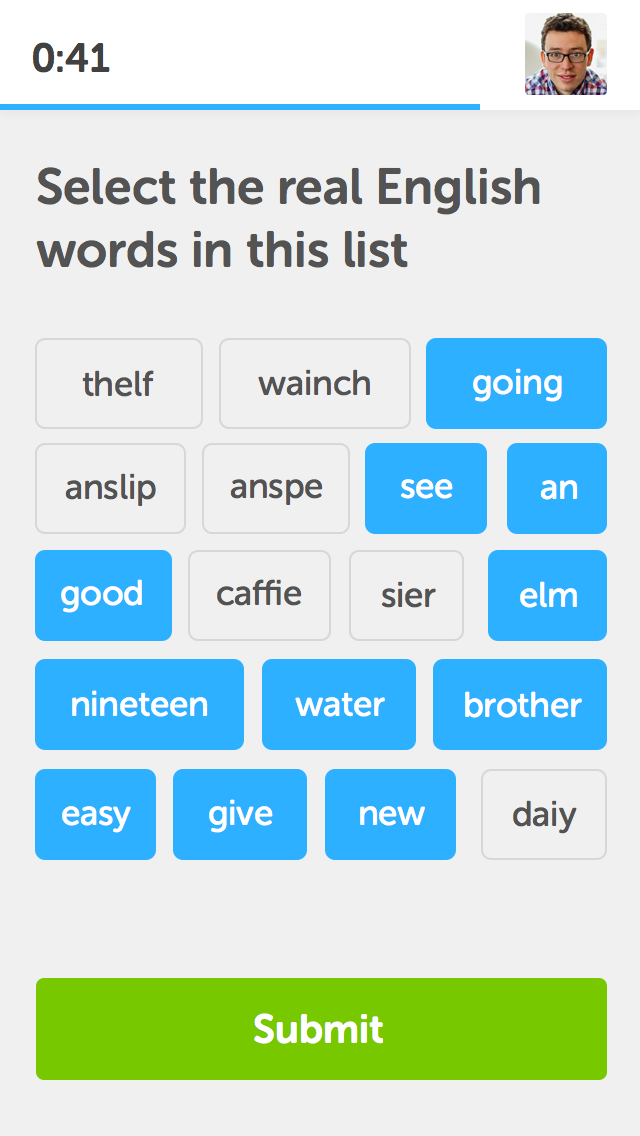 0:41
Select the real English
words in this list
thelf wainch going
anslip anspe see an
good caffie sier elm
nineteen water brother
easy give new daiy
Submit